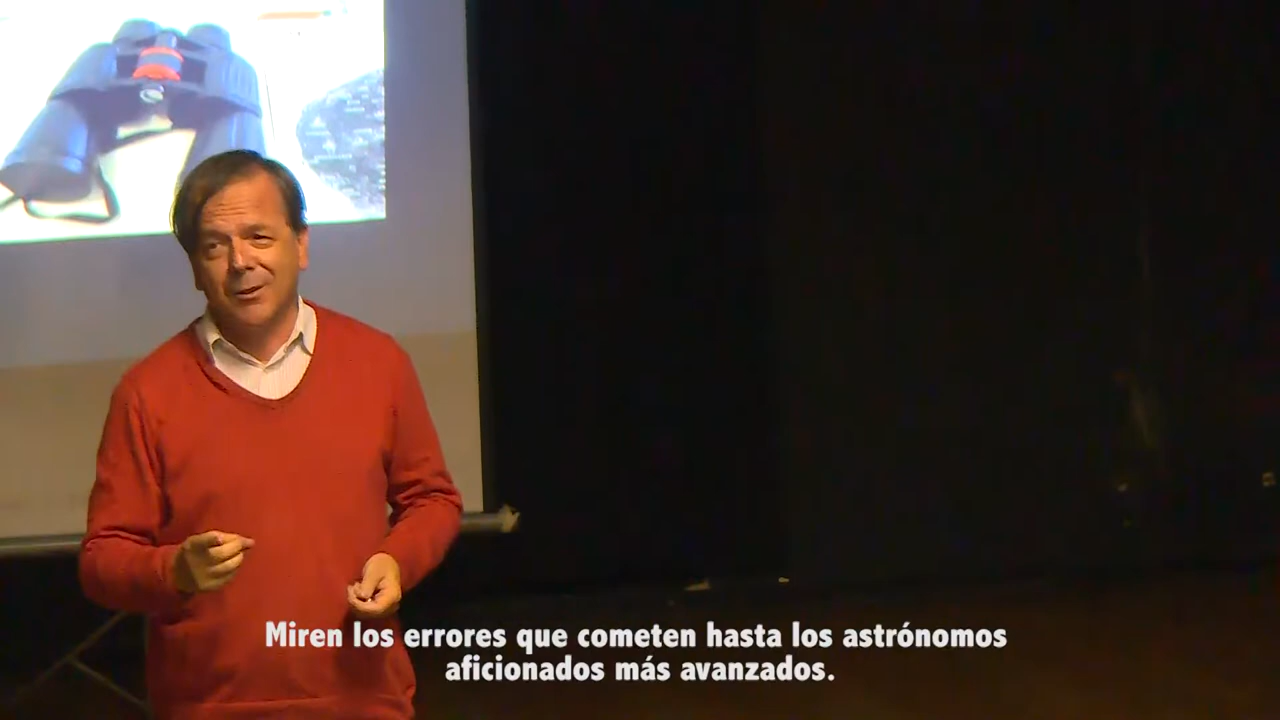 Miren los errores que cometen hasta los astrónomos
aficionados más avanzados.